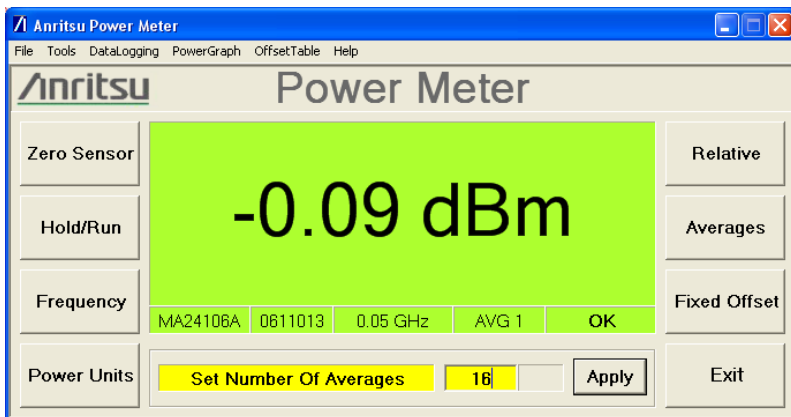 Anritsu Power Meter
File Tools DataLogging PowerGraph OffsetTable Help
Anritsu Power Meter
Zero Sensor
Hold/Run
Frequency
Power Units
-0.09 dBm
MA24106A 0611013 0.05 GHz AVG 1 OK
Set Number Of Averages 16 Apply
Relative
Averages
Fixed Offset
Exit